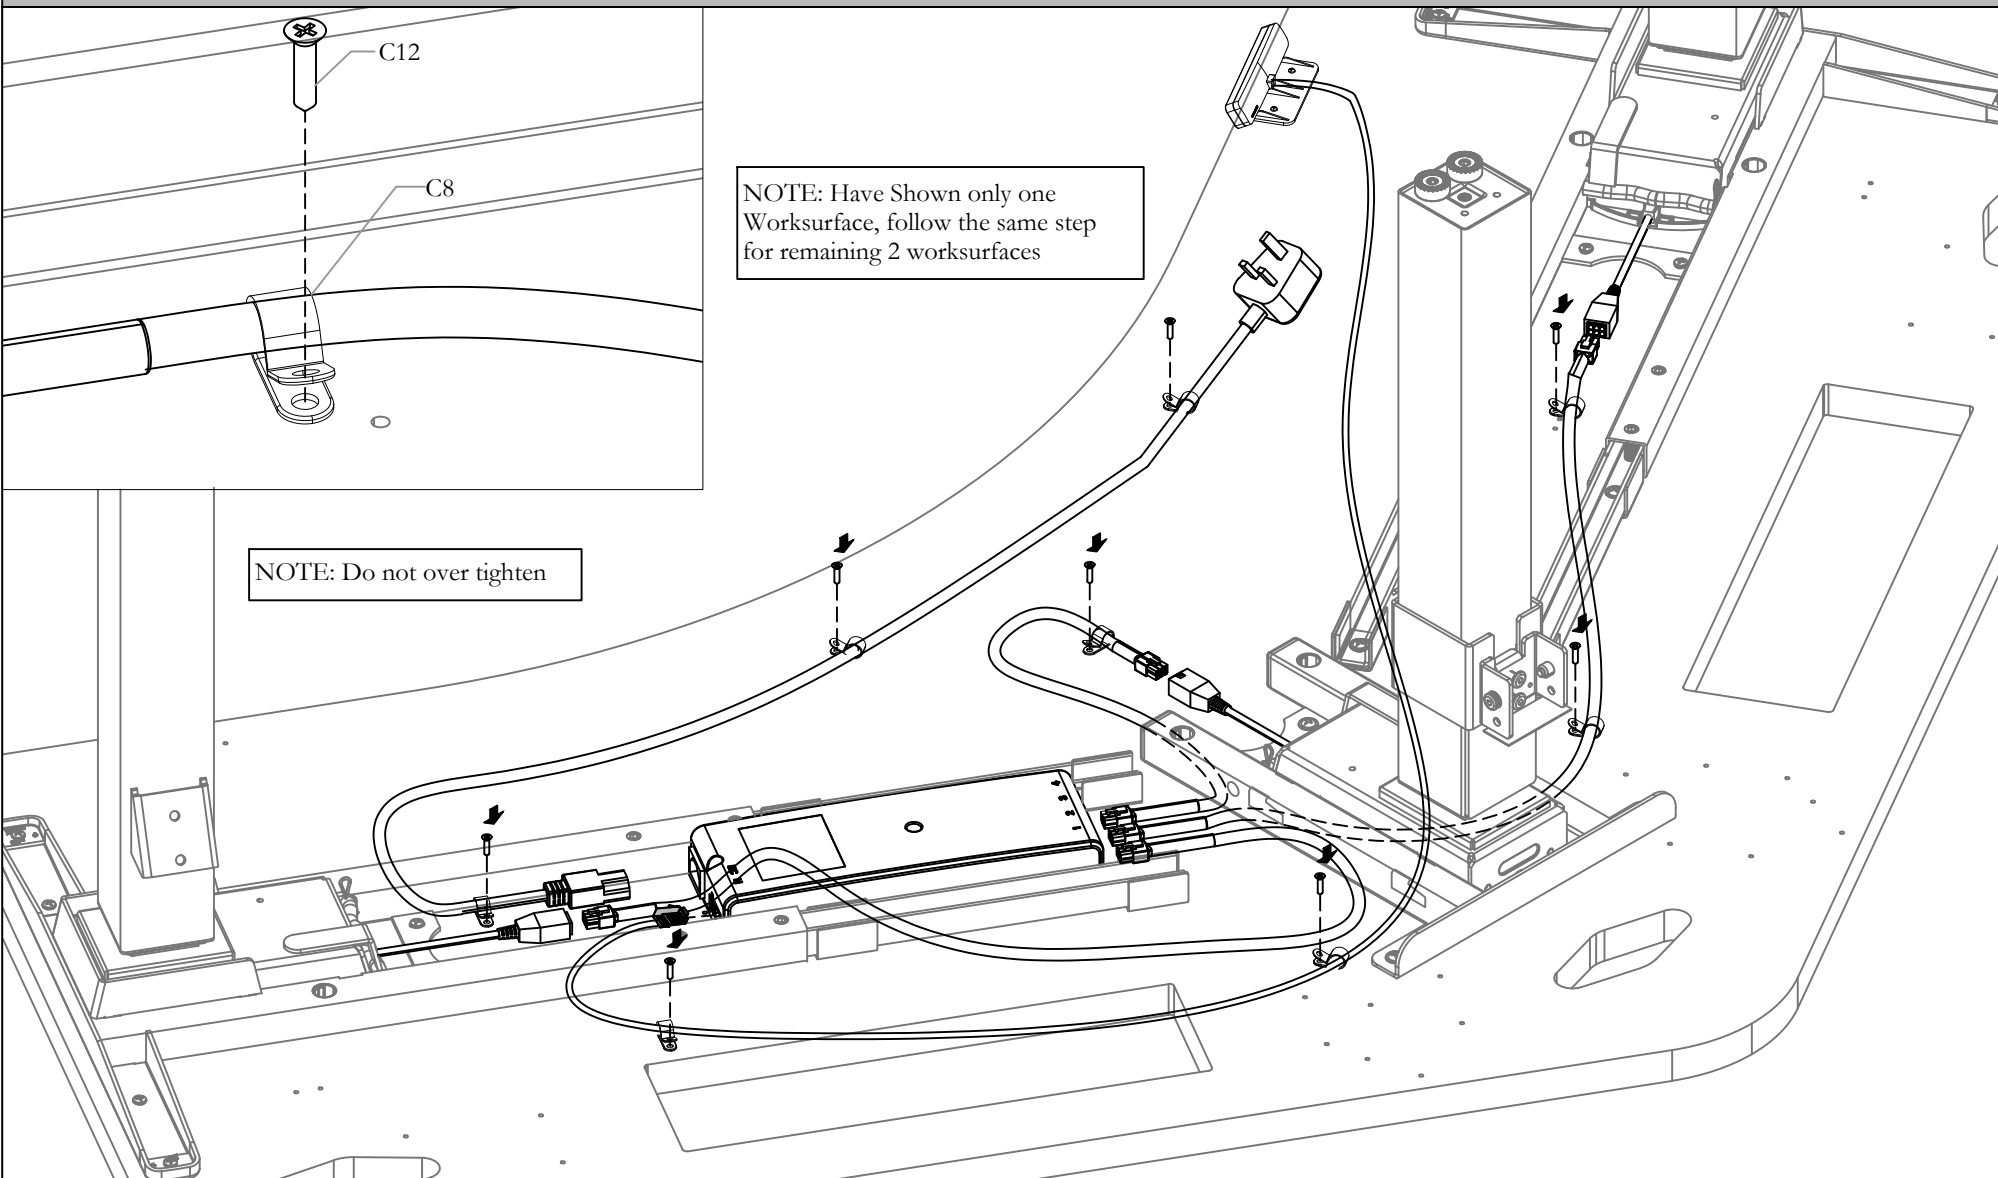 C12
C8
NOTE: Have Shown only one
Worksurface, follow the same step
for remaining 2 worksurfaces
NOTE: Do not over tighten